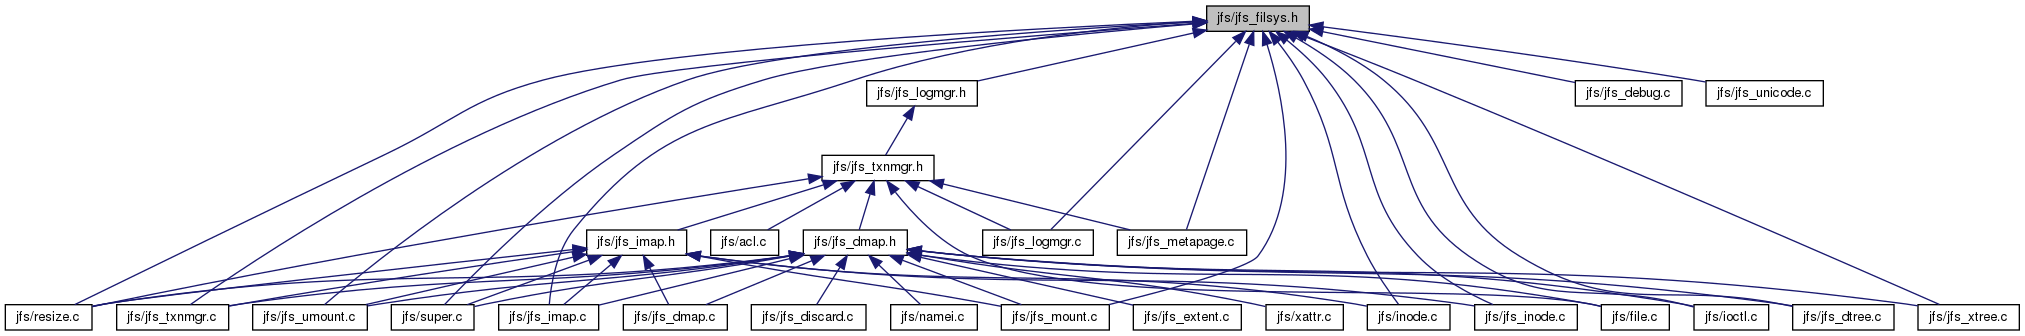 jfs/jfs_filsys.h
jfs/jfs_logmgr.h
jfs/jfs_debug.c
jfs/jfs_unicode.c
jfs/jfs_txnmgr.h
jfs/jfs_imap.h
jfs/acl.c
jfs/jfs_dmap.h
jfs/jfs_logmgr.c
jfs/jfs_metapage.c
jfs/resize.c
jfs/jfs_txnmgr.c
jfs/jfs_umount.c
jfs/super.c
jfs/jfs_imap.c
jfs/jfs_dmap.c
jfs/jfs_discard.c
jfs/namei.c
jfs/jfs_mount.c
jfs/jfs_extent.c
jfs/xattr.c
jfs/inode.c
jfs/jfs_inode.c
jfs/file.c
jfs/ioctl.c
jfs/jfs_dtree.c
jfs/jfs_xtree.c